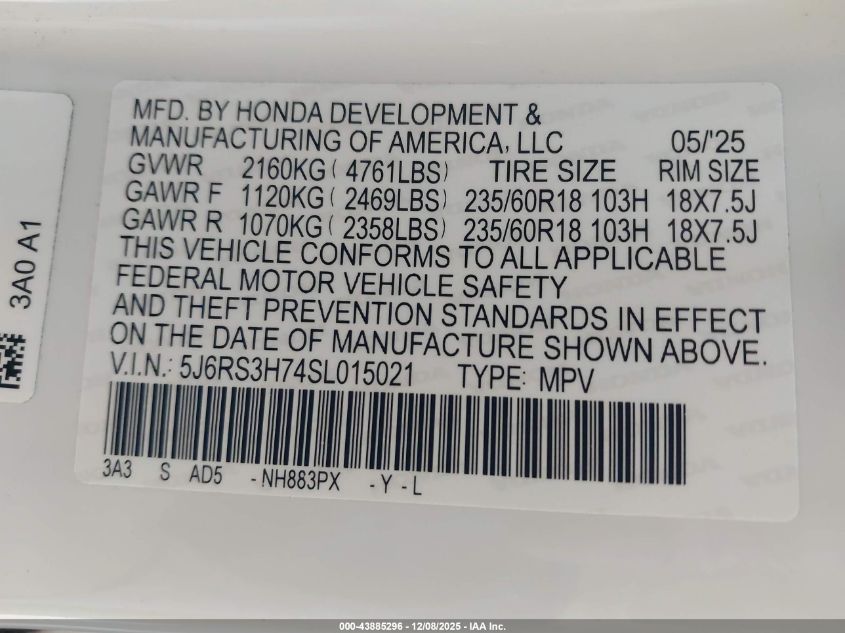 MFD. BY HONDA DEVELOPMENT &
MANUFACTURING OF AMERICA, LLC 05/'25
GVWR 2160KG ( 4761LBS) TIRE SIZE RIM SIZE
GAWR F 1120KG ( 2469LBS) 235/60R18 103H 18X7.5J
GAWR R 1070KG ( 2358LBS) 235/60R18 103H 18X7.5J
THIS VEHICLE CONFORMS TO ALL APPLICABLE
FEDERAL MOTOR VEHICLE SAFETY
AND THEFT PREVENTION STANDARDS IN EFFECT
ON THE DATE OF MANUFACTURE SHOWN ABOVE.
V.I.N.: 5J6RS3H74SL015021 TYPE: MPV
3A3 S AD5 -NH883PX -Y-L
3A0 A1
000-43885296 - 12/08/2025 - IAA Inc.